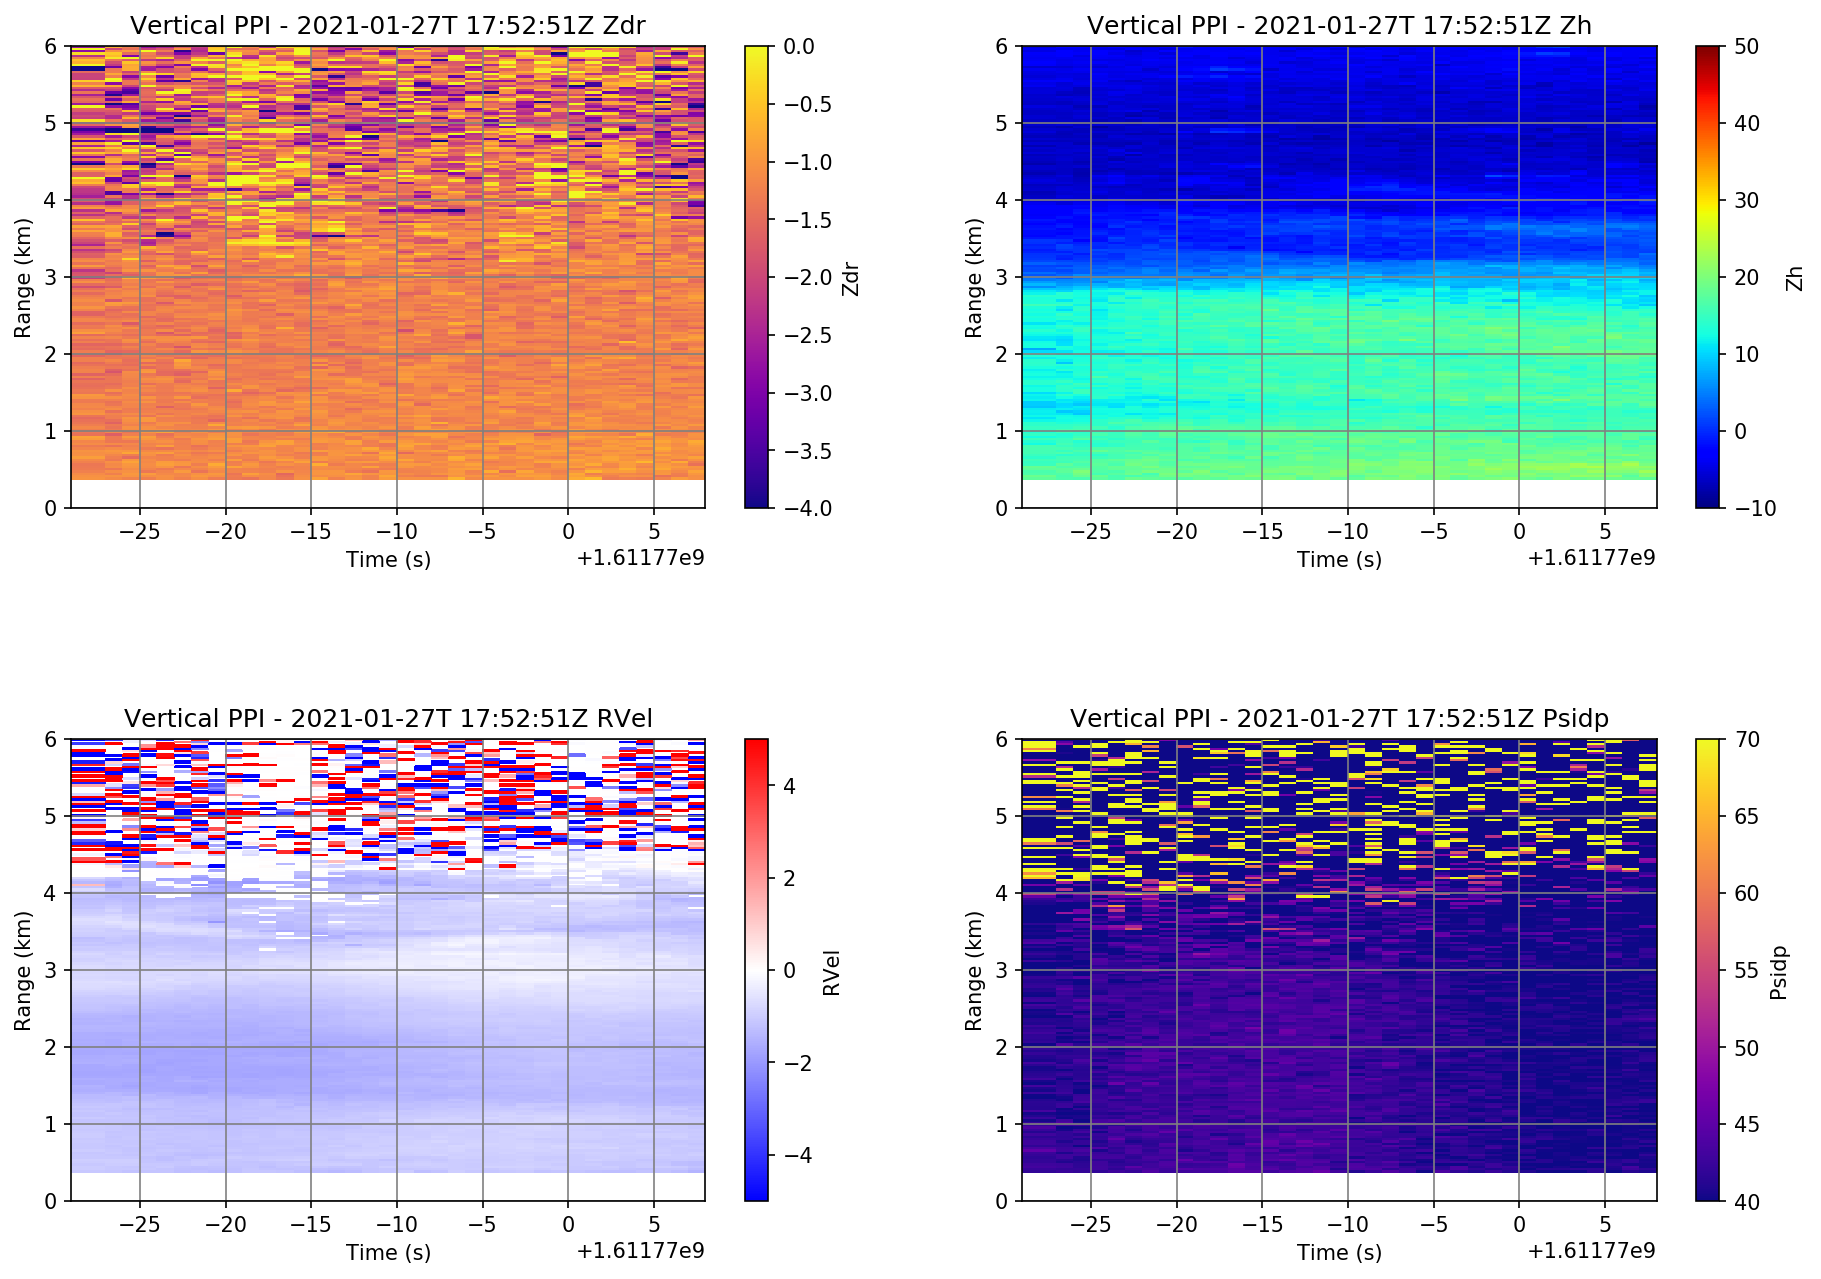 Vertical PPI - 2021-01-27T 17:52:51Z Zdr
6
5
4
3
2
1
0
Range (km)
−25 −20 −15 −10 −5 0 5
Time (s)
+1.61177e9
0.0
−0.5
−1.0
−1.5
−2.0
−2.5
−3.0
−3.5
−4.0
Zdr
Vertical PPI - 2021-01-27T 17:52:51Z Zh
6
5
4
3
2
1
0
Range (km)
−25 −20 −15 −10 −5 0 5
Time (s)
+1.61177e9
50
40
30
20
10
0
−10
Zh
Vertical PPI - 2021-01-27T 17:52:51Z RVel
6
5
4
3
2
1
0
Range (km)
−25 −20 −15 −10 −5 0 5
Time (s)
+1.61177e9
4
2
0
−2
−4
RVel
Vertical PPI - 2021-01-27T 17:52:51Z Psidp
6
5
4
3
2
1
0
Range (km)
−25 −20 −15 −10 −5 0 5
Time (s)
+1.61177e9
70
65
60
55
50
45
40
Psidp